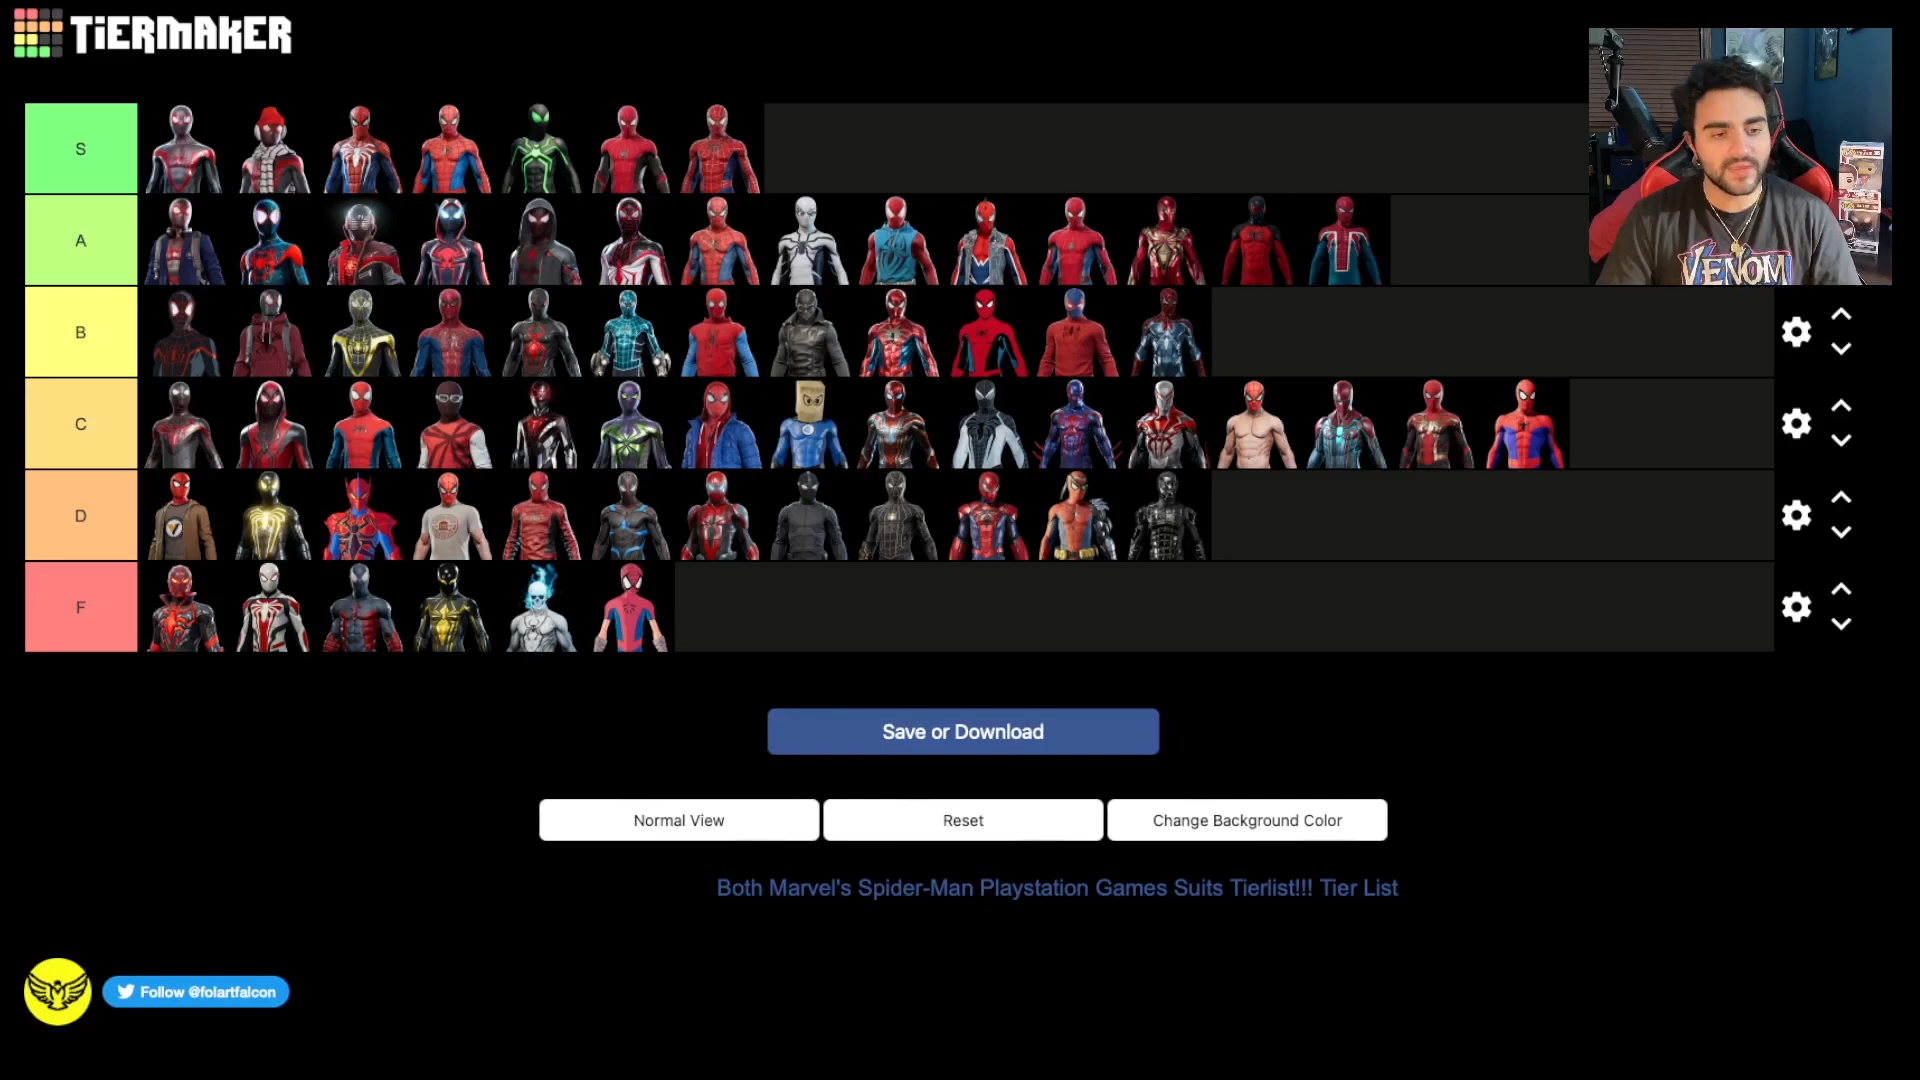 TiERMAKER
S
A
VENOM
B
C
D
F
Save or Download
Normal View
Reset
Change Background Color
Both Marvel's Spider-Man Playstation Games Suits Tierlist!!! Tier List
Follow @folartfalcon